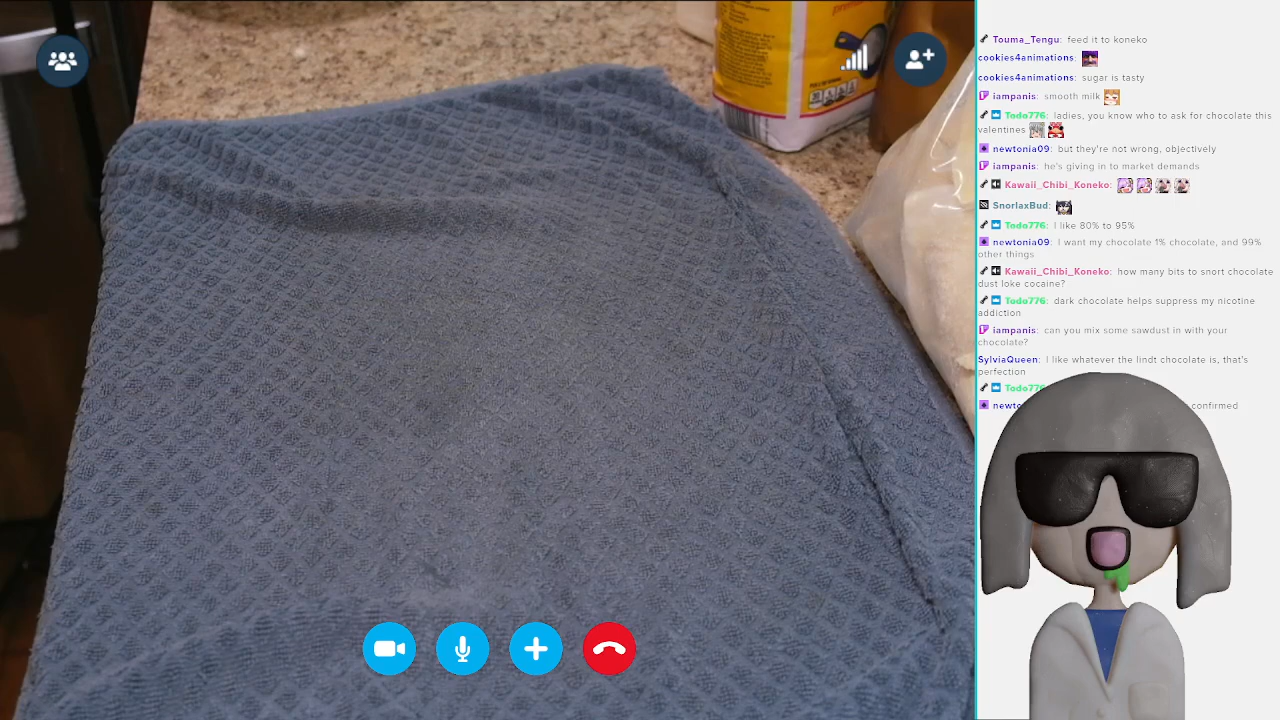 Touma_Tengu: feed it to koneko
cookies4animations:
cookies4animations: sugar is tasty
iampanis: smooth milk
Todo776: ladies, you know who to ask for chocolate this
valentines
newtonia09: but they're not wrong, objectively
iampanis: he's giving in to market demands
Kawaii_Chibi_Koneko:
SnorlaxBud:
Todo776: I like 80% to 95%
newtonia09: I want my chocolate 1% chocolate, and 99%
other things
Kawaii_Chibi_Koneko: how many bits to snort chocolate
dust loke cocaine?
Todo776: dark chocolate helps suppress my nicotine
addiction
iampanis: can you mix some sawdust in with your
chocolate?
SylviaQueen: I like whatever the lindt chocolate is, that's
perfection
Todo776
newto confirmed